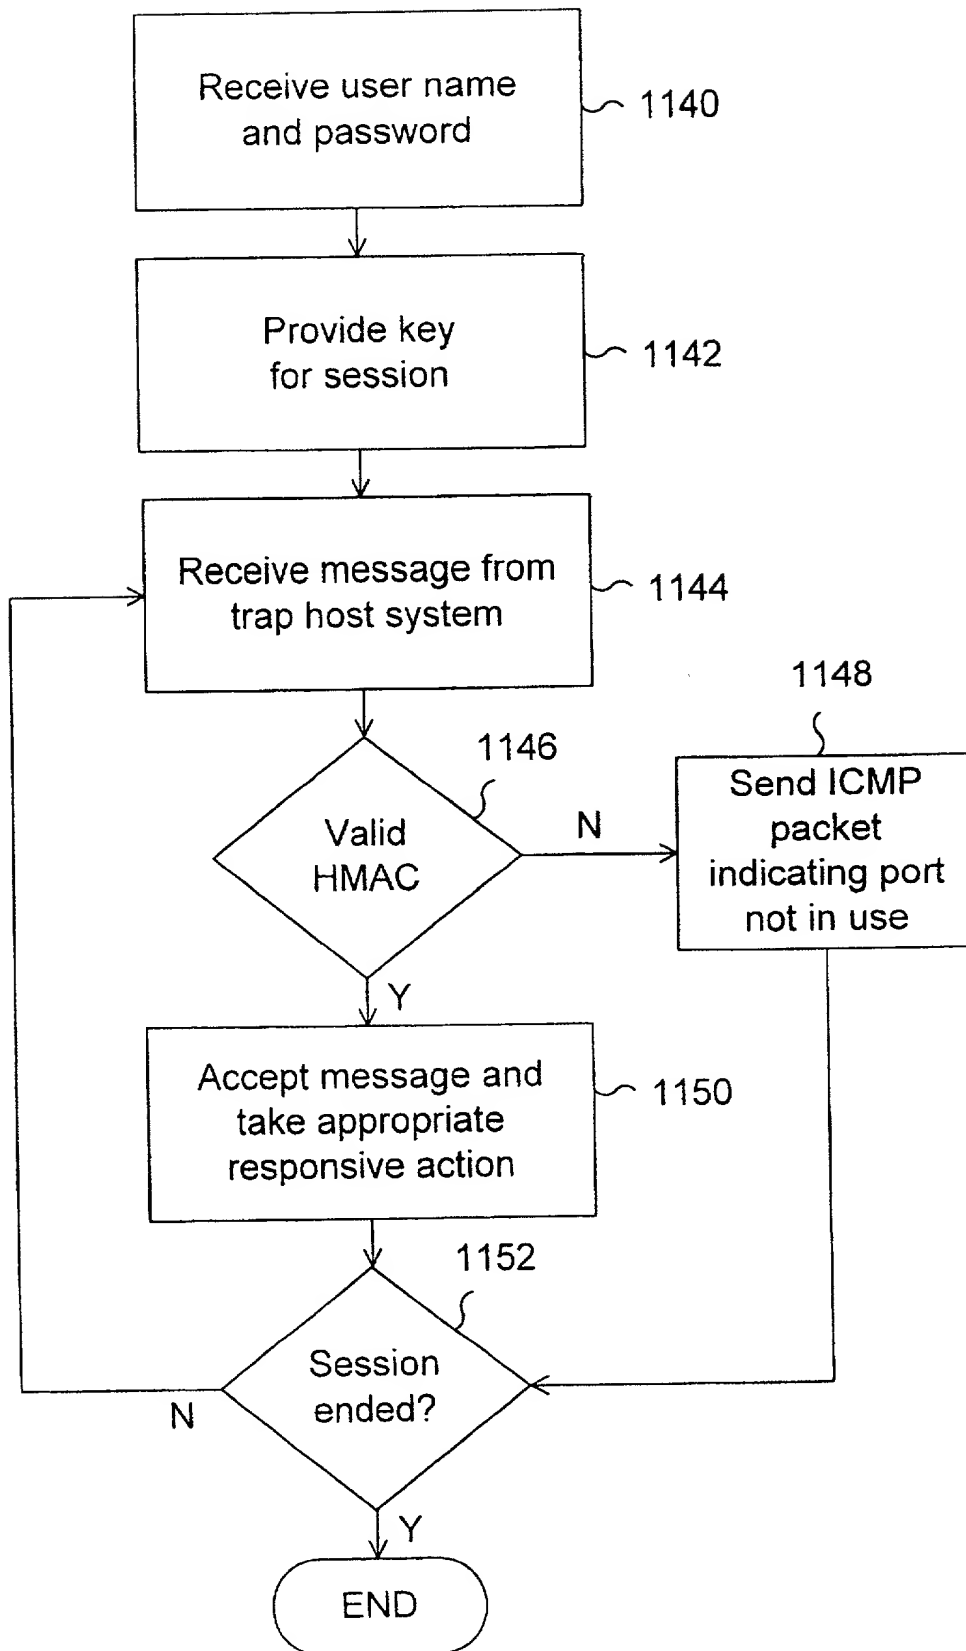 Receive user name
and password
1140
Provide key
for session
1142
Receive message from
trap host system
1144
1148
1146
Valid
HMAC
N
Send ICMP
packet
indicating port
not in use
Y
Accept message and
take appropriate
responsive action
1150
1152
Session
ended?
N
Y
END